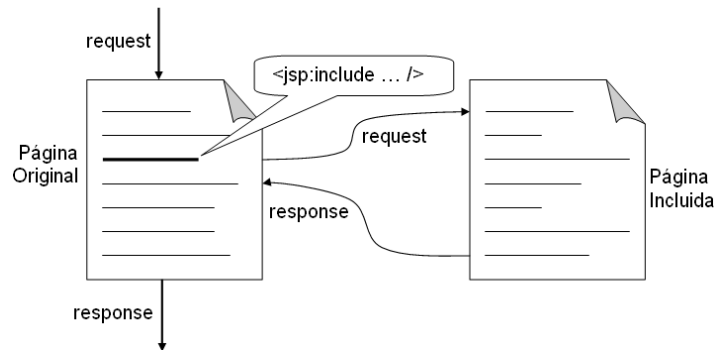 request
<jsp:include … />
request
Página
Original
Página
Incluida
response
response